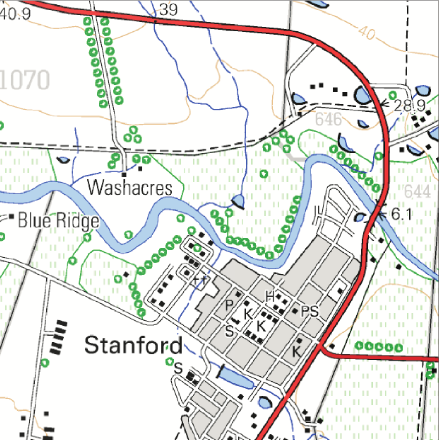 40.9
39
40
1070
28.9
646
Washacres
644
Blue Ridge
6.1
H
P
K
PS
S
K
K
Stanford
S